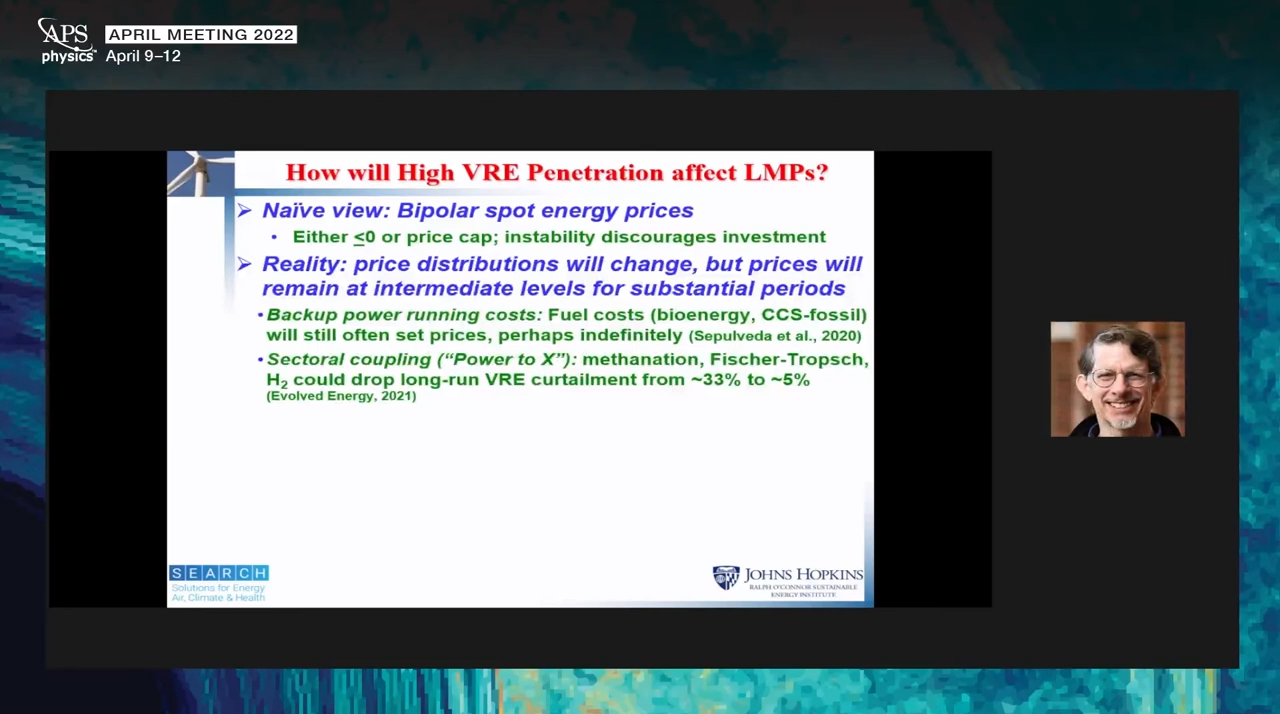 APS
physics™
APRIL MEETING 2022
April 9–12
How will High VRE Penetration affect LMPs?
➢ Naïve view: Bipolar spot energy prices
• Either <0 or price cap; instability discourages investment
➢ Reality: price distributions will change, but prices will
remain at intermediate levels for substantial periods
•Backup power running costs: Fuel costs (bioenergy, CCS-fossil)
will still often set prices, perhaps indefinitely (Sepulveda et al., 2020)
•Sectoral coupling (“Power to X”): methanation, Fischer-Tropsch,
H2 could drop long-run VRE curtailment from ~33% to ~5%
(Evolved Energy, 2021)
SEARCH
Solutions for Energy
Air, Climate & Health
JOHNS HOPKINS
RALPH O'CONNOR SUSTAINABLE
ENERGY INSTITUTE